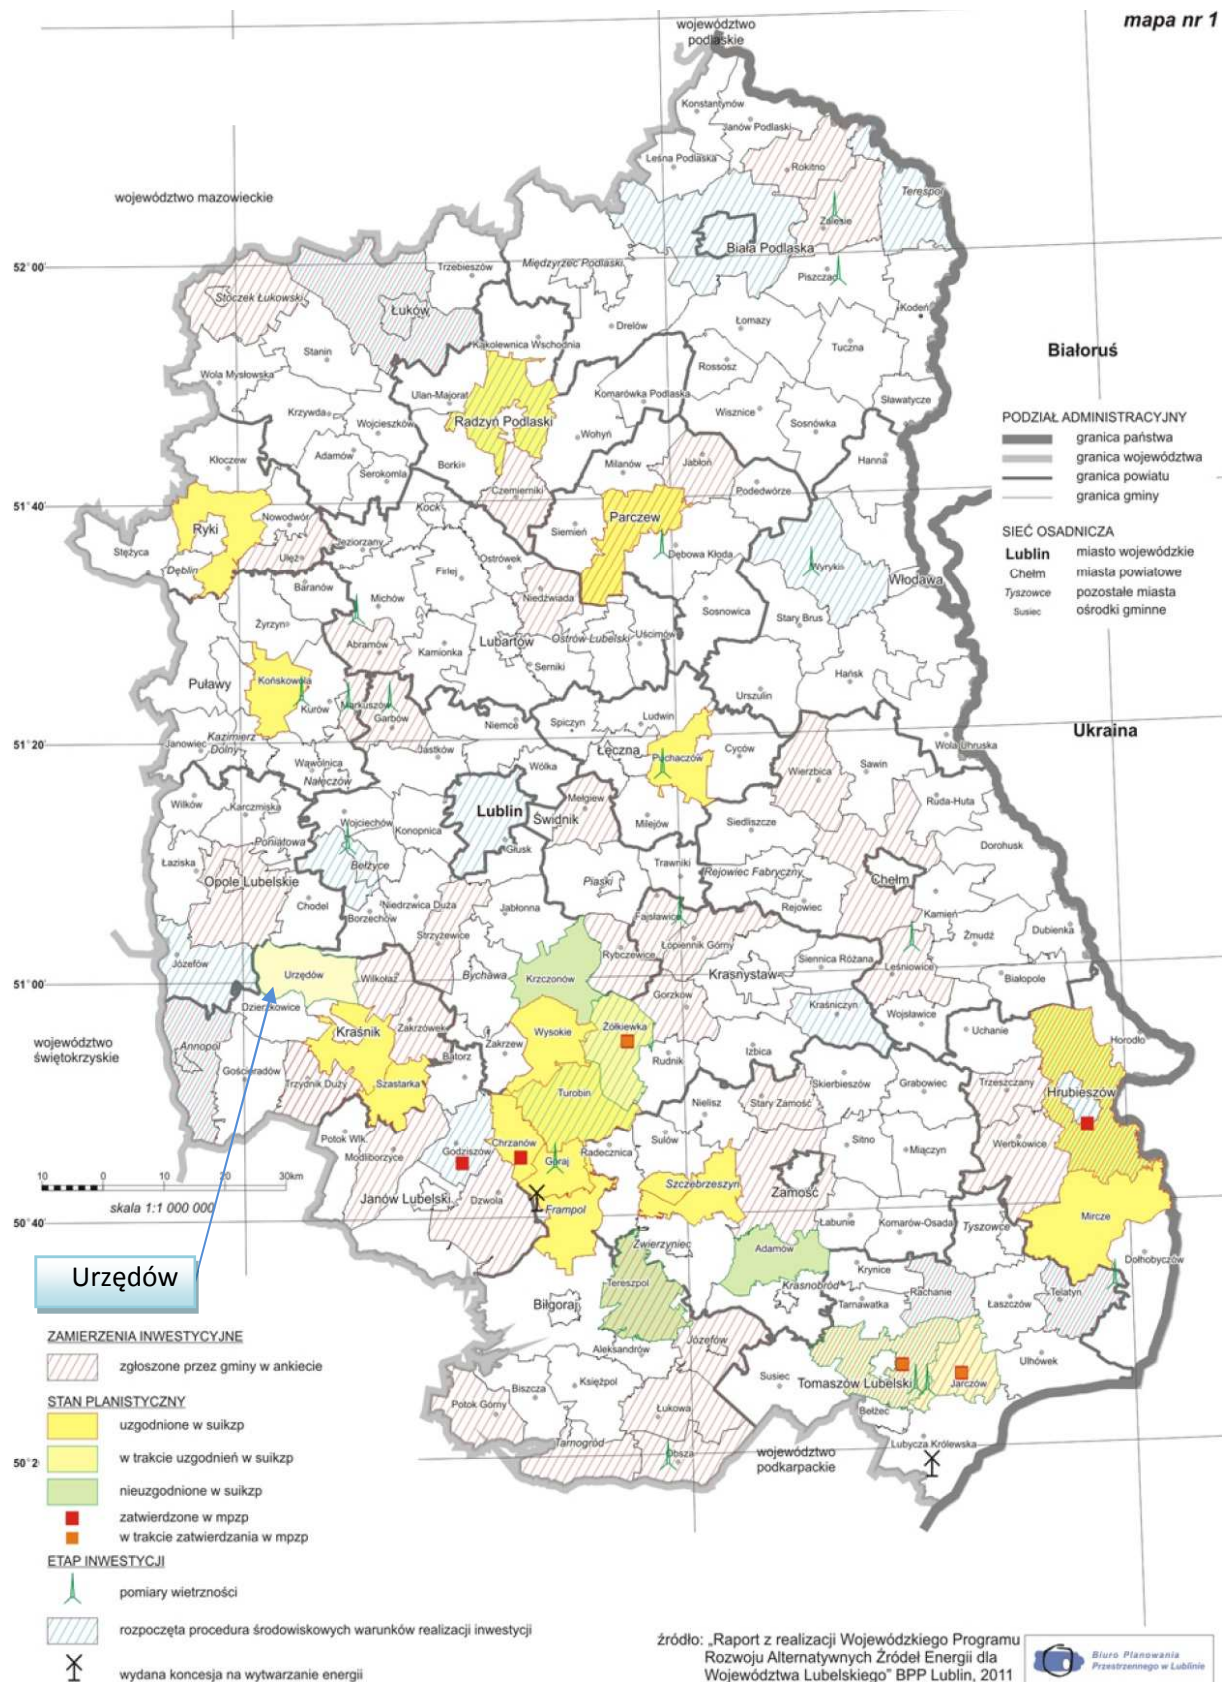 mapa nr 1
województwo
podlaskie
Konstantynów
Janów Podlaski
Leśna Podlaska
Rokitno
Terespol
województwo mazowieckie
Zalesie
Biała Podlaska
Międzyrzec Podlaski
Trzebieszów
52° 00'
Piszczac
Stoczek Łukowski
Łuków
Kodeń
Drelów
Łomazy
Kąkolewnica Wschodnia
Tuczna
Stanin
Białoruś
Rossosz
Wola Mysłowska
Ulan-Majorat
Komarówka Podlaska
Sławatycze
Krzywda
Wisznice
PODZIAŁ ADMINISTRACYJNY
Radzyń Podlaski
Wojcieszków
Sosnówka
granica państwa
Wohyń
granica województwa
Adamów
Kłoczew
Borki
Milanów
Jabłoń
Hanna
granica powiatu
Serokomla
Podedwórze
Czemierniki
granica gminy
51° 40'
Kock
Parczew
Ryki
Nowodwór
Siemień
SIEĆ OSADNICZA
Stężyca
Jeziorzany
Lublin miasto wojewódzkie
Ułęż
Ostrówek
Dębowa Kłoda
Wyryki
Włodawa
Chełm miasta powiatowe
Dęblin
Firlej
Baranów
Tyszowce pozostałe miasta
Niedźwiada
Michów
Sosnowica
Susiec ośrodki gminne
Żyrzyn
Stary Brus
Lubartów
Ostrów Lubelski
Uścimów
Abramów
Kamionka
Serniki
Hańsk
Puławy
Końskowola
Urszulin
Kurów
Markuszów
Garbów
Niemce
Spiczyn
Ludwin
Ukraina
Kazimierz
Dolny
Janowiec
51° 20'
Jastków
Łęczna
Cyców
Wola Uhruska
Puchaczów
Sawin
Wąwolnica
Wólka
Wierzbica
Nałęczów
Wilków
Karczmiska
Mełgiew
Ruda-Huta
Lublin
Świdnik
Wojciechów
Konopnica
Milejów
Siedliszcze
Poniatowa
Głusk
Dorohusk
Łaziska
Bełżyce
Trawniki
Rejowiec Fabryczny
Opole Lubelskie
Piaski
Chełm
Chodel
Niedrzwica Duża
Jabłonna
Rejowiec
Borzechów
Fajsławice
Kamień
Strzyżewice
Łopiennik Górny
Żmudź
Dubienka
Józefów
Rybczewice
Siennica Różana
Urzędów
Wilkołaz
Bychawa
Krzczonów
Krasnystaw
Leśniowice
Białopole
51° 00'
Gorzków
Kraśniczyn
Dzierzkowice
Wojsławice
Kraśnik
Zakrzówek
Wysokie
Żółkiewka
Uchanie
Horodło
województwo
świętokrzyskie
Annopol
Zakrzew
Batorz
Rudnik
Izbica
Gościeradów
Skierbieszów
Grabowiec
Trzydnik Duży
Szastarka
Trzeszczany
Hrubieszów
Turobin
Nielisz
Stary Zamość
Potok Wlk.
Chrzanów
Sułów
Sitno
Miączyn
Werbkowice
Modliborzyce
Godziszów
Goraj
Radecznica
10 0 10 20 30km
Janów Lubelski
Dzwola
Szczebrzeszyn
Zamość
skala 1:1 000 000
Frampol
Mircze
50° 40'
Łabunie
Komarów-Osada
Tyszowce
Zwierzyniec
Adamów
Dołhobyczów
Urzędów
Krynice
Tereszpol
Krasnobród
Rachanie
Telatyn
Biłgoraj
Tarnawatka
Łaszczów
ZAMIERZENIA INWESTYCYJNE
Józefów
Aleksandrów
Ulhówek
zgłoszone przez gminy w ankiecie
Susiec
Tomaszów Lubelski
Jarczów
Księżpol
Biszcza
STAN PLANISTYCZNY
Potok Górny
Łukowa
Bełżec
uzgodnione w suikzp
Tarnogród
Lubycza Królewska
w trakcie uzgodnień w suikzp
Obsza
województwo
podkarpackie
50° 2
nieuzgodnione w suikzp
zatwierdzone w mpzp
w trakcie zatwierdzania w mpzp
ETAP INWESTYCJI
pomiary wietrzności
rozpoczęta procedura środowiskowych warunków realizacji inwestycji
wydana koncesja na wytwarzanie energii
źródło: „Raport z realizacji Wojewódzkiego Programu
Rozwoju Alternatywnych Źródeł Energii dla
Województwa Lubelskiego” BPP Lublin, 2011
Biuro Planowania
Przestrzennego w Lublinie